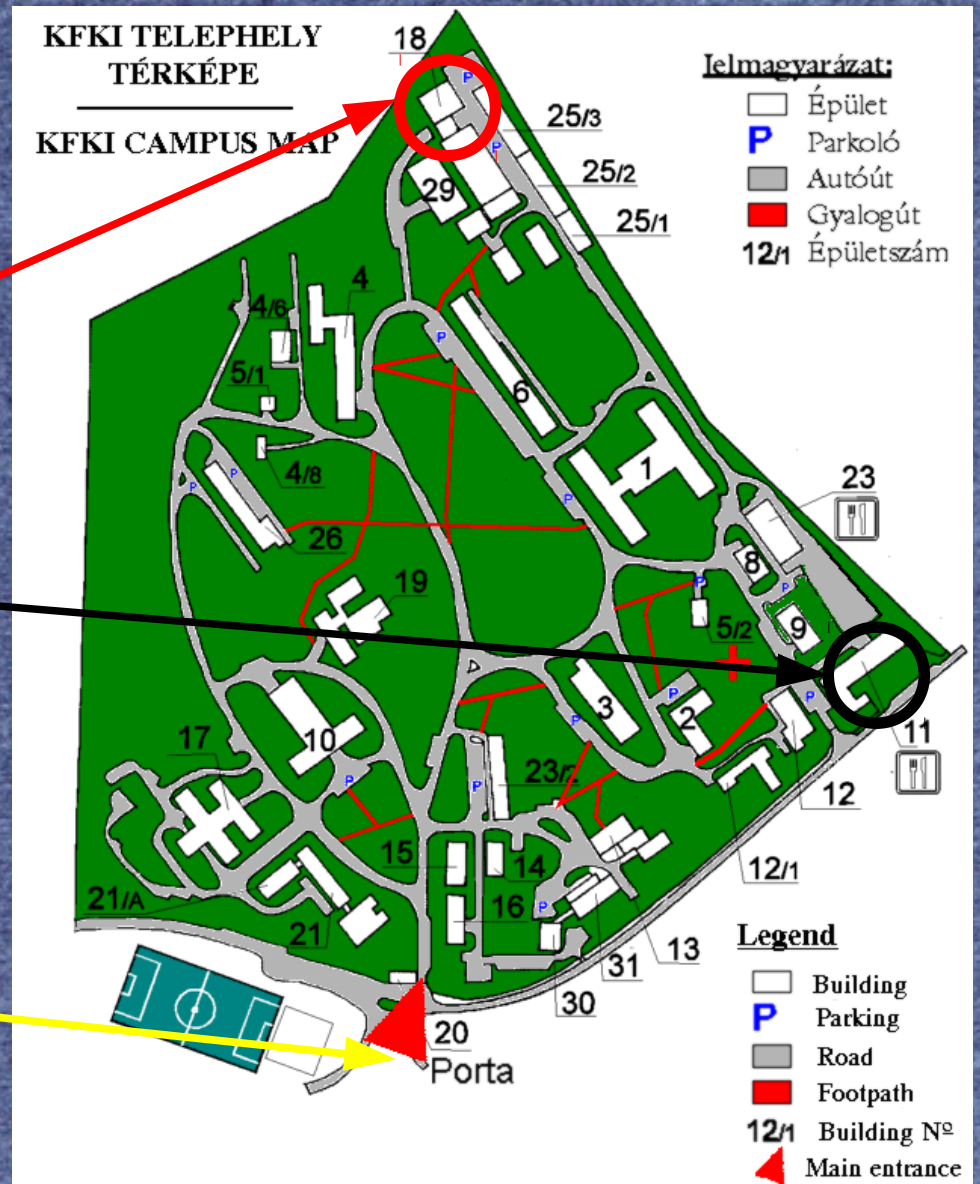 KFKI TELEPHELY
TÉRKÉPE
KFKI CAMPUS MAP
Jelmagyarázat:
Épület
P Parkoló
Autóút
Gyalogút
12/1 Épületszám
18
P
25/3
P
25/2
29
25/1
4
4/6
P
5/1
6
4/8
1
P
P
P
23
26
8
P
P
19
5/2
9
3
P
2
P
11
10
P
17
23/2
12
P
P
15
14
12/1
21/A
16
P
21
31
13
30
20
Porta
Legend
Building
P Parking
Road
Footpath
12/1 Building Nº
Main entrance